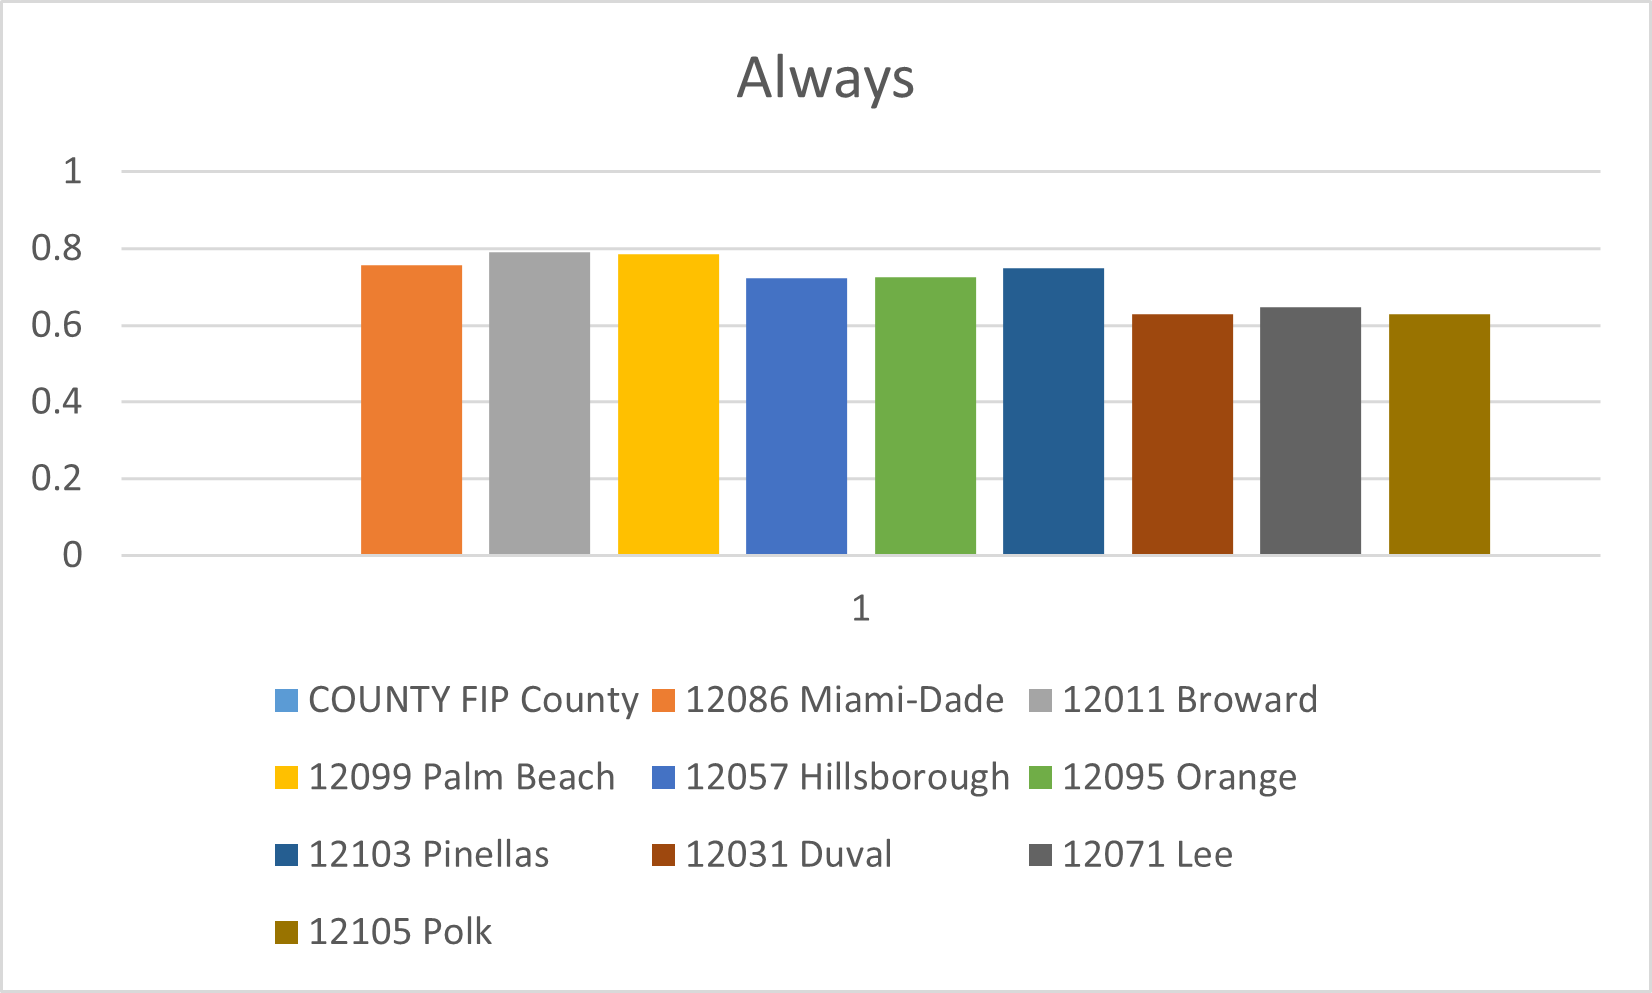 Always
1
0.8
0.6
0.4
0.2
0
1
COUNTY FIP County 12086 Miami-Dade 12011 Broward
12099 Palm Beach 12057 Hillsborough 12095 Orange
12103 Pinellas 12031 Duval 12071 Lee
12105 Polk